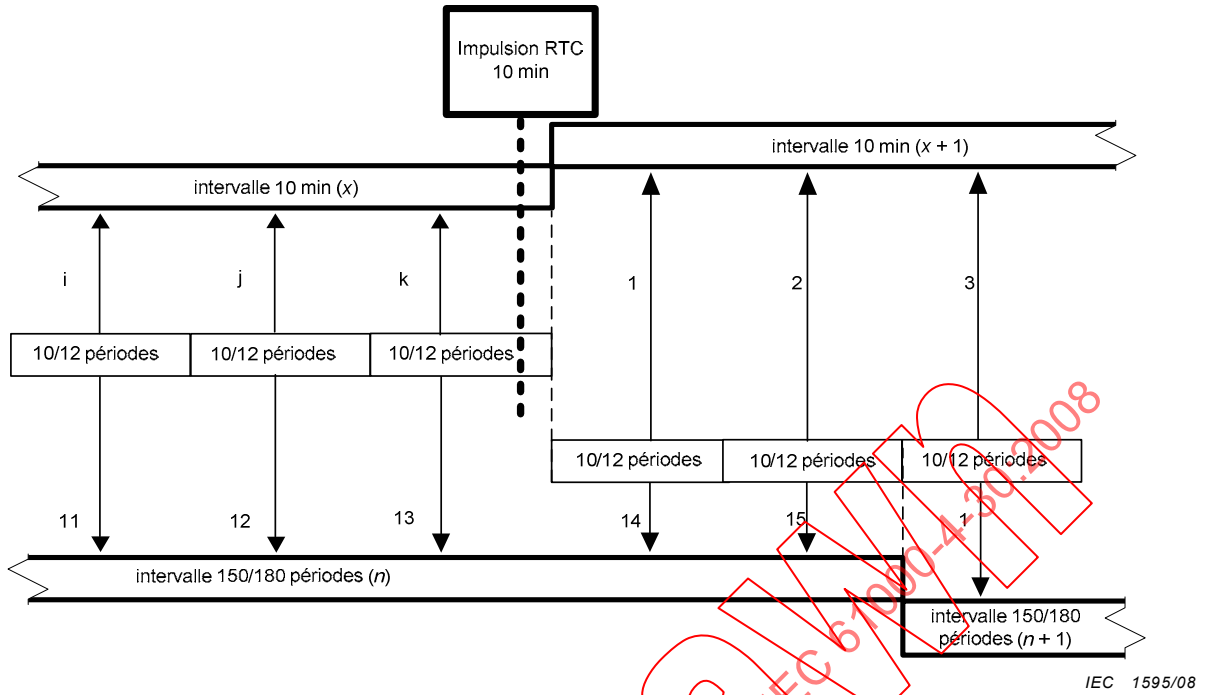 Impulsion RTC
10 min
intervalle 10 min (x + 1)
intervalle 10 min (x)
i
j
k
1
2
3
10/12 périodes
10/12 périodes
10/12 périodes
10/12 périodes
10/12 périodes
10/12 périodes
11
12
13
14
15
1
intervalle 150/180 périodes (n)
intervalle 150/180
périodes (n + 1)
IEC 61000-4-30:2008
IEC 1595/08